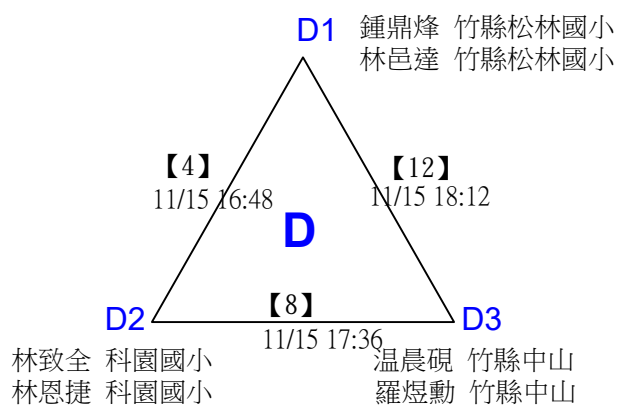 D1 鍾鼎烽 竹縣松林國小
林邑達 竹縣松林國小
【4】
11/15 16:48
【12】
11/15 18:12
D
【8】
11/15 17:36
D2
D3
林致全 科園國小
林恩捷 科園國小
温晨硯 竹縣中山
羅煜勳 竹縣中山